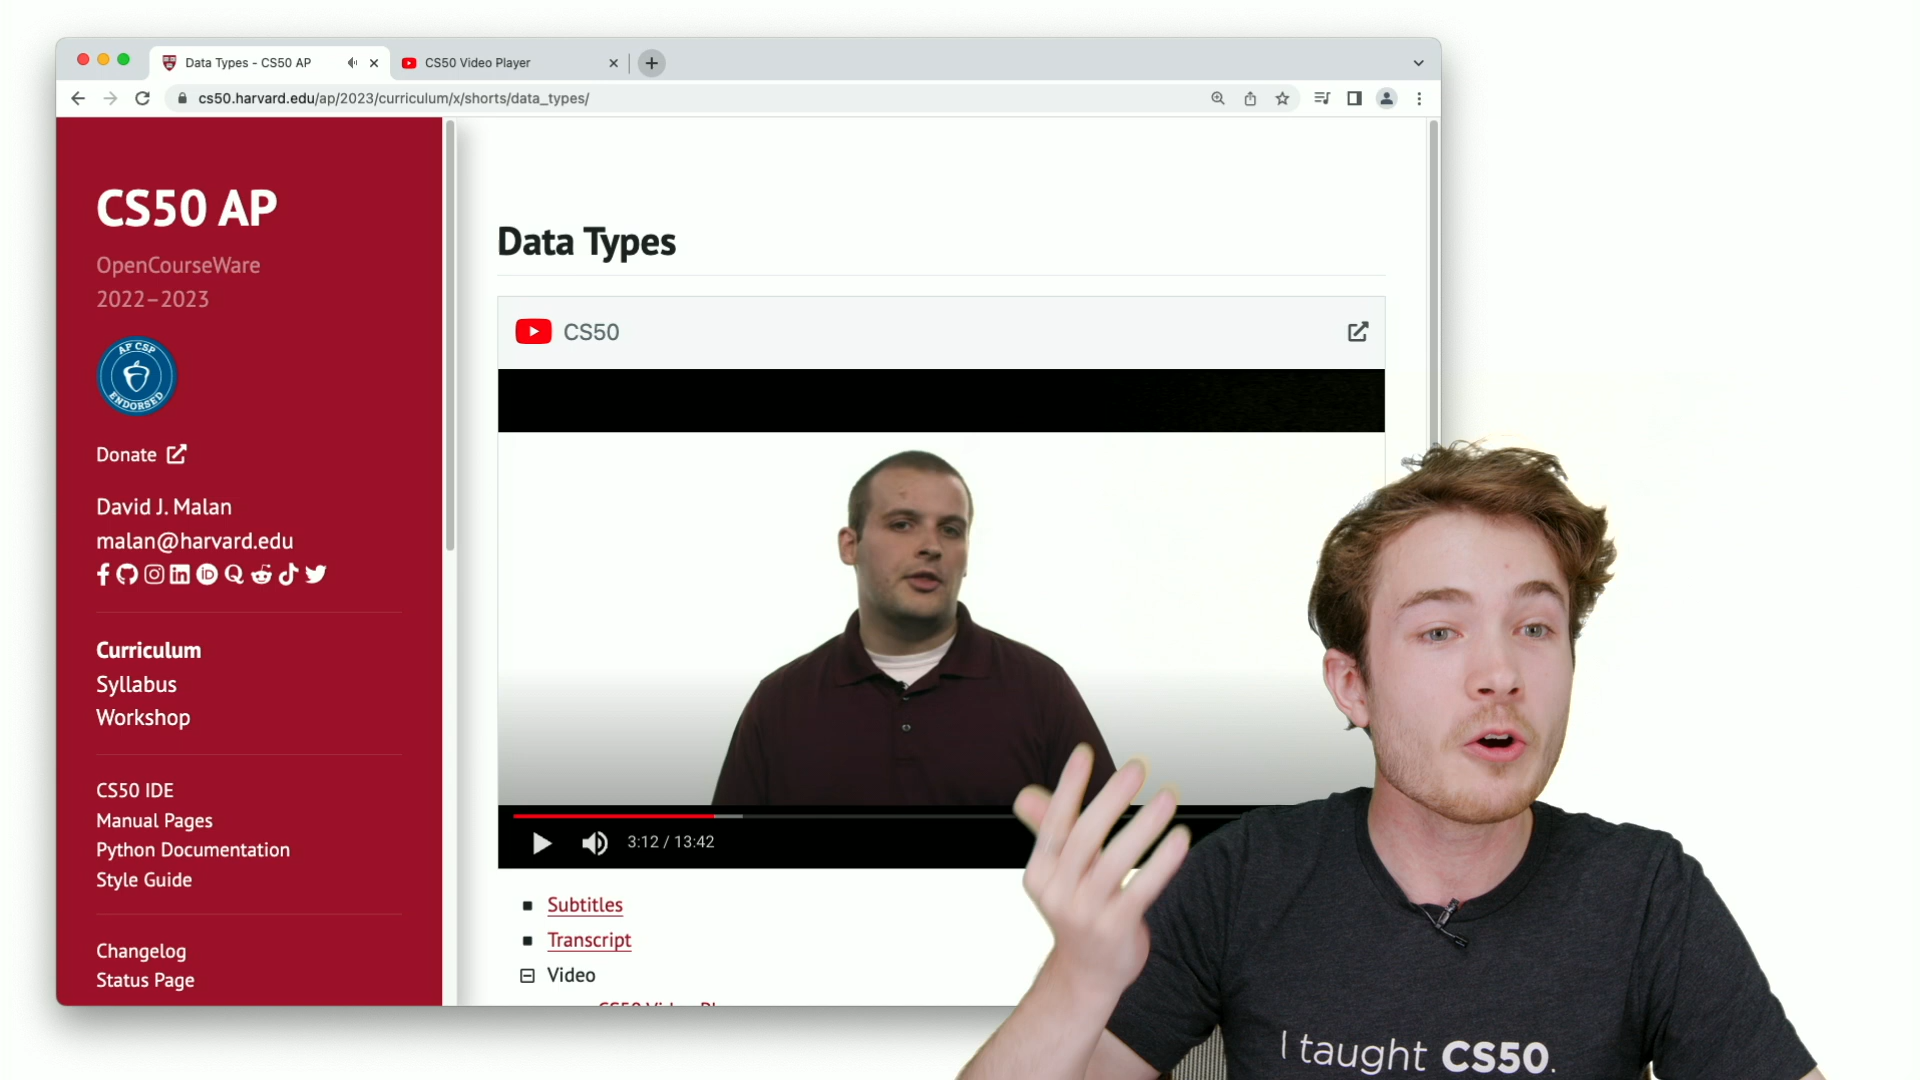 Data Types - CS50 AP
CS50 Video Player
cs50.harvard.edu/ap/2023/curriculum/x/shorts/data_types/
CS50 AP
OpenCourseWare
2022–2023
AP CSP
ENDORSED
Donate
David J. Malan
malan@harvard.edu
Curriculum
Syllabus
Workshop
CS50 IDE
Manual Pages
Python Documentation
Style Guide
Changelog
Status Page
Data Types
CS50
3:12 / 13:42
Subtitles
Transcript
Video
I taught CS50.